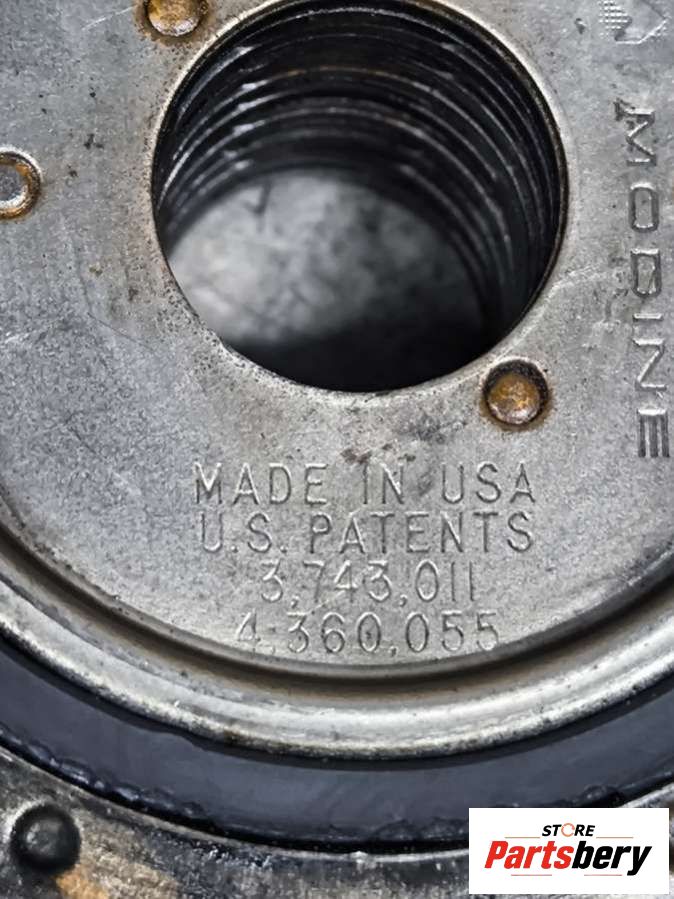 MODINE
MADE IN USA
U.S. PATENTS
3,743,011
4,360,055
STORE
Partsbery